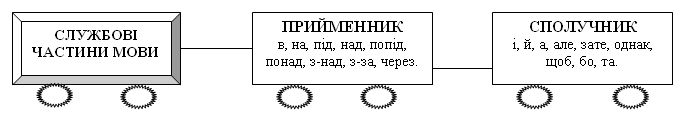 СЛУЖБОВІ
ЧАСТИНИ МОВИ
ПРИЙМЕННИК
в, на, під, над, попід,
понад, з-над, з-за, через.
СПОЛУЧНИК
і, й, а, але, зате, однак,
щоб, бо, та.